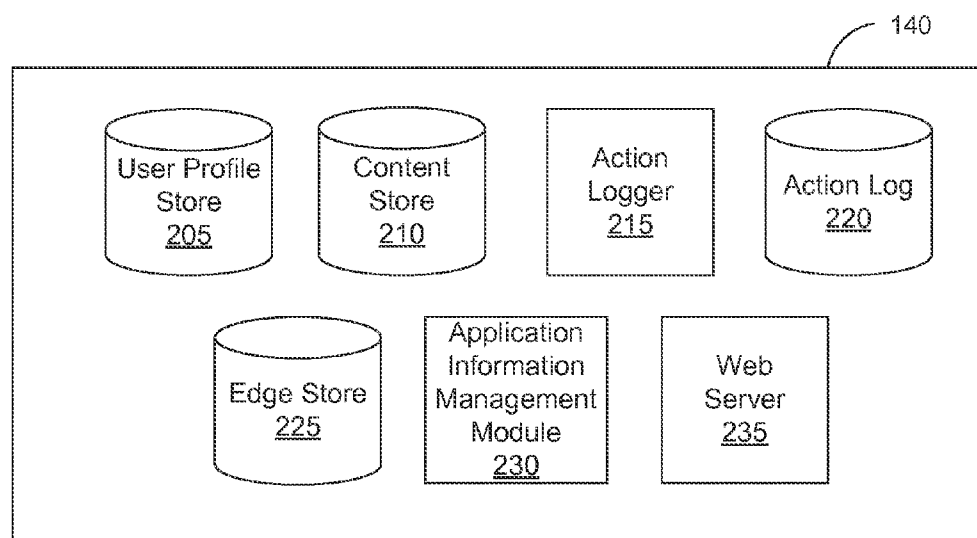 140
User Profile
Store
205
Content
Store
210
Action
Logger
215
Action Log
220
Edge Store
225
Application
Information
Management
Module
230
Web
Server
235